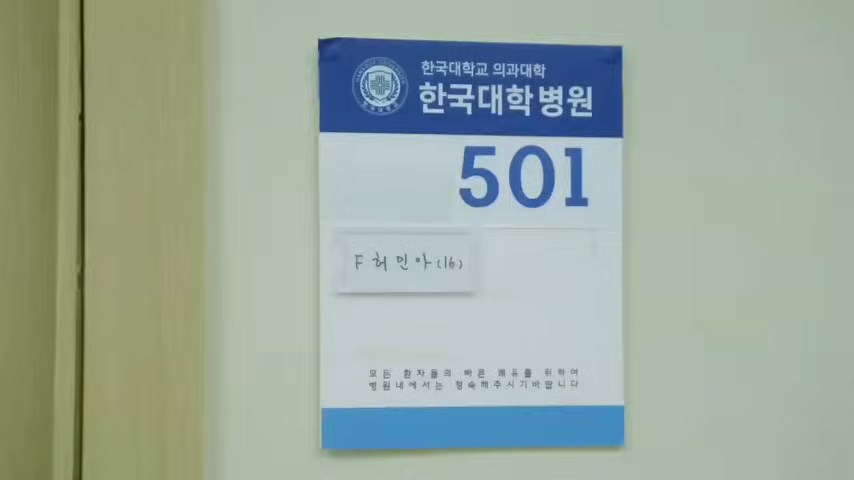 한국대학교 의과대학
한국대학병원
501
F 허민아(16)
모든 환자들의 빠른 쾌유를 위하여
병원내에서는 정숙해주시기바랍니다